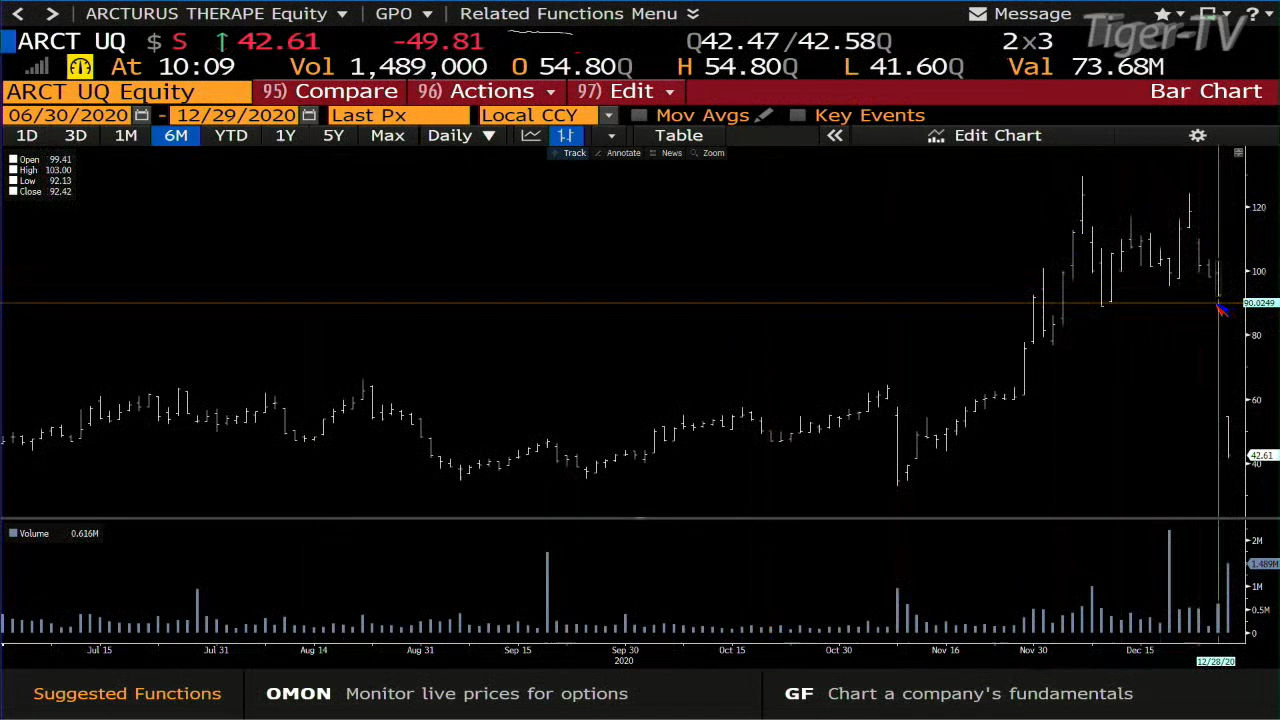 ARCTURUS THERAPE Equity GPO Related Functions Menu Message ?
ARCT UQ $ S ↑ 42.61 -49.81 Q42.47/42.58Q 2x3 Tiger-TV
At 10:09 Vol 1,489,000 O 54.80Q H 54.80Q L 41.60Q Val 73.68M
ARCT UQ Equity 95) Compare 96) Actions 97) Edit Bar Chart
06/30/2020 - 12/29/2020 Last Px Local CCY Mov Avgs Key Events
1D 3D 1M 6M YTD 1Y 5Y Max Daily ▼ Table « Edit Chart
Track Annotate News Zoom
Open 99.41
High 103.00
Low 92.13
Close 92.42
120
100
90.0249
80
60
42.61
40
Volume 0.616M
2M
1.489M
1M
0.5M
0
Jul 15 Jul 31 Aug 14 Aug 31 Sep 15 Sep 30 Oct 15 Oct 30 Nov 16 Nov 30 Dec 15
2020 12/28/20
Suggested Functions OMON Monitor live prices for options GF Chart a company's fundamentals